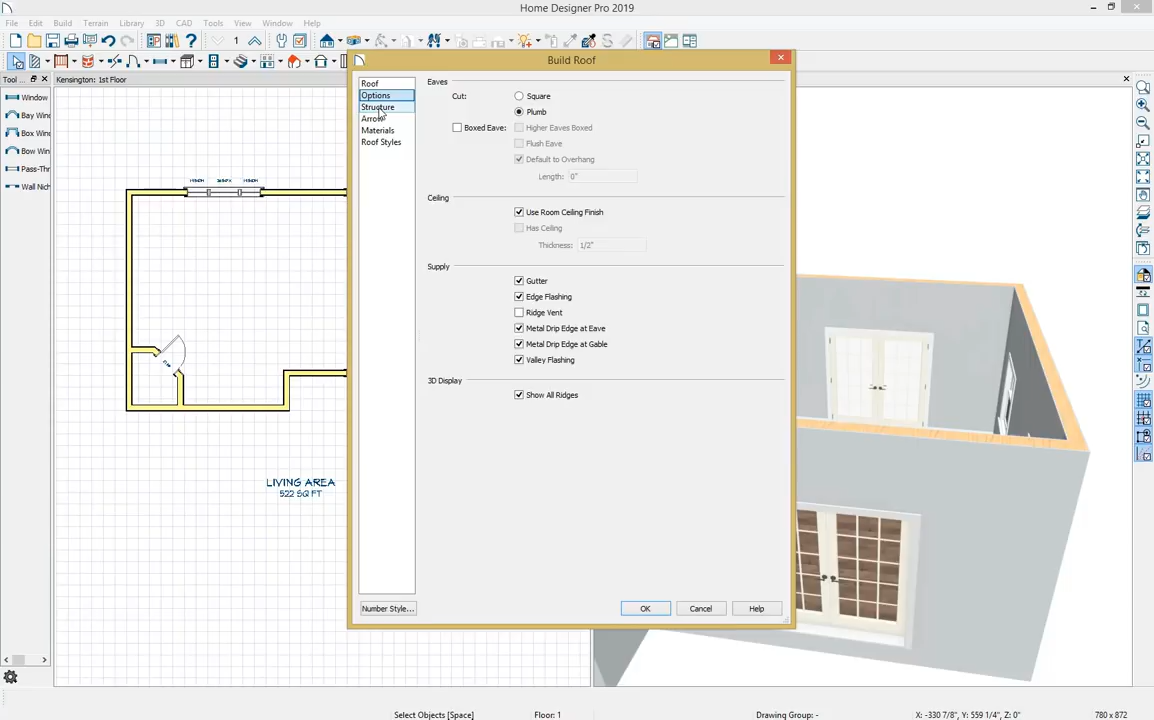 Home Designer Pro 2019
File Edit Build Terrain Library 3D CAD Tools View Window Help
1
Tool ...
Kensington: 1st Floor
Window
Bay Wind
Box Wind
Bow Win
Pass-Thr
Wall Nich
LIVING AREA
522 SQ FT
Build Roof
Roof
Options
Structure
Arrow
Materials
Roof Styles
Eaves
Cut:
Square
Plumb
Boxed Eave:
Higher Eaves Boxed
Flush Eave
Default to Overhang
Length: 0"
Ceiling
Use Room Ceiling Finish
Has Ceiling
Thickness: 1/2"
Supply
Gutter
Edge Flashing
Ridge Vent
Metal Drip Edge at Eave
Metal Drip Edge at Gable
Valley Flashing
3D Display
Show All Ridges
Number Style...
OK
Cancel
Help
Select Objects [Space]
Floor: 1
Drawing Group: -
X: -330 7/8", Y: 559 1/4", Z: 0"
780 x 872